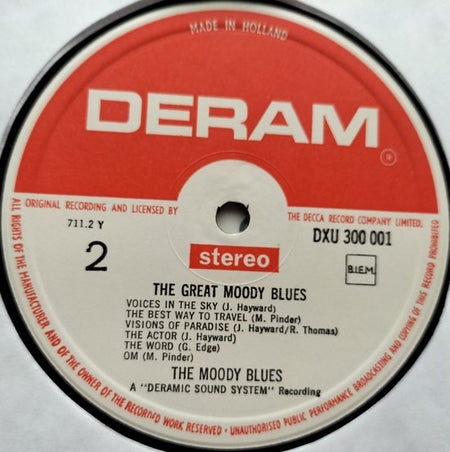 MADE IN HOLLAND
DERAM
®
ORIGINAL RECORDING AND LICENSED BY
THE DECCA RECORD COMPANY LIMITED.
711.2 Y
DXU 300 001
2
stereo
B.I.E.M.
THE GREAT MOODY BLUES
VOICES IN THE SKY (J. Hayward)
THE BEST WAY TO TRAVEL (M. Pinder)
VISIONS OF PARADISE (J. Hayward/R. Thomas)
THE ACTOR (J. Hayward)
THE WORD (G. Edge)
OM (M. Pinder)
THE MOODY BLUES
A "DERAMIC SOUND SYSTEM" Recording
ALL RIGHTS OF THE MANUFACTURER AND OF THE OWNER OF THE RECORDED WORK RESERVED - UNAUTHORISED PUBLIC PERFORMANCE BROADCASTING AND COPYING OF THIS RECORD PROHIBITED